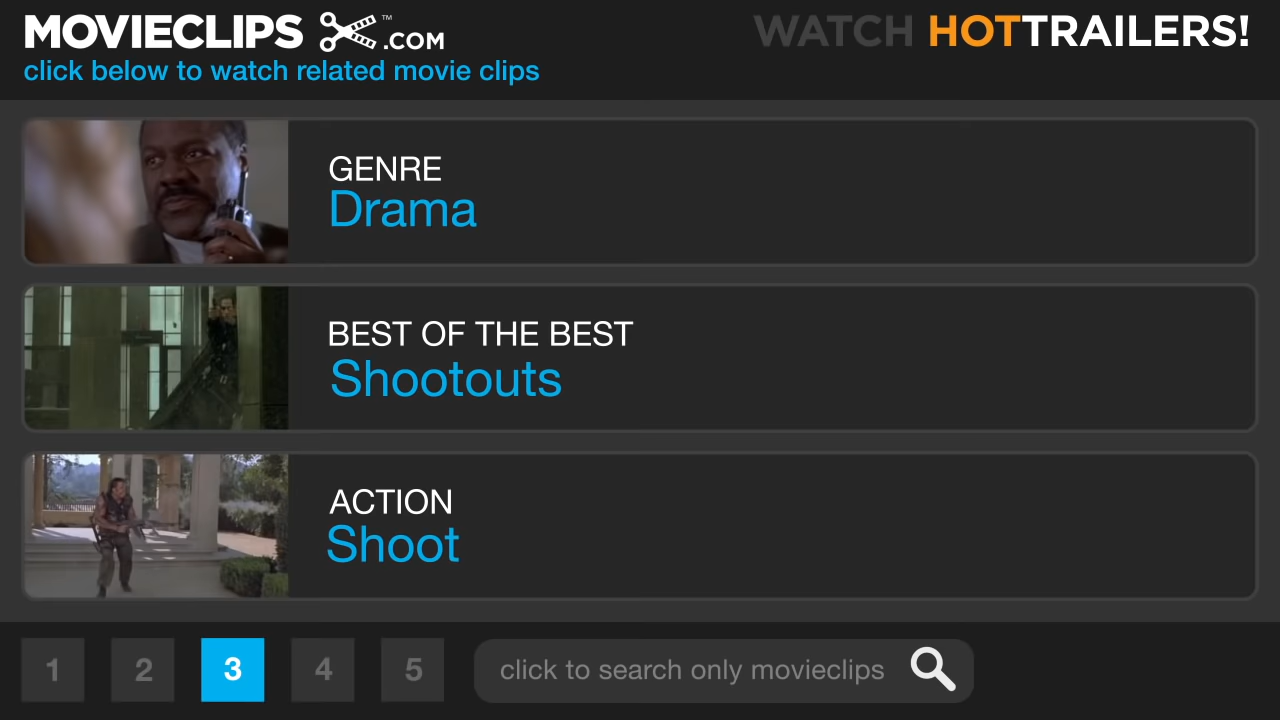 MOVIECLIPS ™ .COM
WATCH HOTTRAILERS!
click below to watch related movie clips
GENRE
Drama
BEST OF THE BEST
Shootouts
ACTION
Shoot
1 2 3 4 5 click to search only movieclips